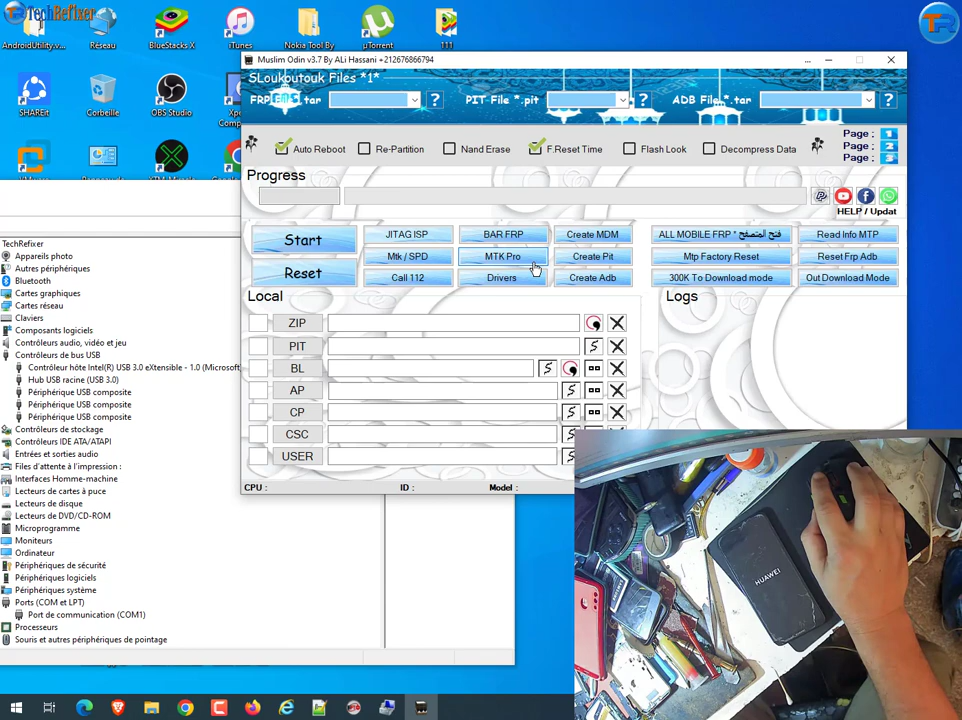 TechRefixer
AndroidUtility.v...
Réseau
BlueStacks X
iTunes
Nokia Tool By
µTorrent
111
SHAREit
Corbeille
OBS Studio
Muslim Odin v3.7 By ALi Hassani +212676866794
SLoukoutouk Files *1*
PIT File *.pit
?
?
?
Auto Reboot
Re-Partition
Nand Erase
F.Reset Time
Flash Look
Decompress Data
Page : 1
Page : 2
Page : 3
Progress
HELP / Updat
Start
JITAG ISP
BAR FRP
Create MDM
ALL MOBILE FRP * فتح المتصفح
Read Info MTP
Mtk / SPD
MTK Pro
Create Pit
Mtp Factory Reset
Reset Frp Adb
Reset
Call 112
Drivers
Create Adb
300K To Download mode
Out Download Mode
Local
Logs
ZIP
PIT
BL
AP
CP
CSC
USER
CPU :
ID :
Model :
TechRefixer
Appareils photo
Autres périphériques
Bluetooth
Cartes graphiques
Cartes réseau
Claviers
Composants logiciels
Contrôleurs audio, vidéo et jeu
Contrôleurs de bus USB
Contrôleur hôte Intel(R) USB 3.0 eXtensible - 1.0 (Microsoft
Hub USB racine (USB 3.0)
Périphérique USB composite
Périphérique USB composite
Périphérique USB composite
Contrôleurs de stockage
Contrôleurs IDE ATA/ATAPI
Entrées et sorties audio
Files d'attente à l'impression :
Interfaces Homme-machine
Lecteurs de cartes à puce
Lecteurs de disque
Lecteurs de DVD/CD-ROM
Microprogramme
Moniteurs
Ordinateur
Périphériques de sécurité
Périphériques logiciels
Périphériques système
Ports (COM et LPT)
Port de communication (COM1)
Processeurs
Souris et autres périphériques de pointage
HUAWEI